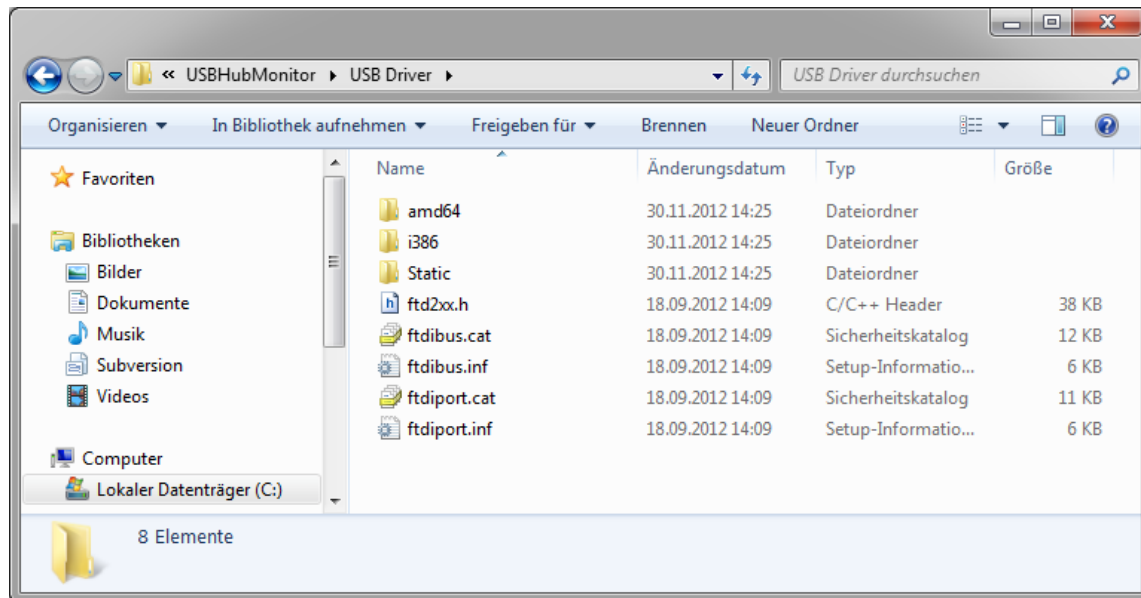 « USBHubMonitor ▸ USB Driver ▸
USB Driver durchsuchen
Organisieren ▾ In Bibliothek aufnehmen ▾ Freigeben für ▾ Brennen Neuer Ordner
Favoriten
Bibliotheken
Bilder
Dokumente
Musik
Subversion
Videos
Computer
Lokaler Datenträger (C:)
Name Änderungsdatum Typ Größe
amd64 30.11.2012 14:25 Dateiordner
i386 30.11.2012 14:25 Dateiordner
Static 30.11.2012 14:25 Dateiordner
ftd2xx.h 18.09.2012 14:09 C/C++ Header 38 KB
ftdibus.cat 18.09.2012 14:09 Sicherheitskatalog 12 KB
ftdibus.inf 18.09.2012 14:09 Setup-Informatio... 6 KB
ftdiport.cat 18.09.2012 14:09 Sicherheitskatalog 11 KB
ftdiport.inf 18.09.2012 14:09 Setup-Informatio... 6 KB
8 Elemente